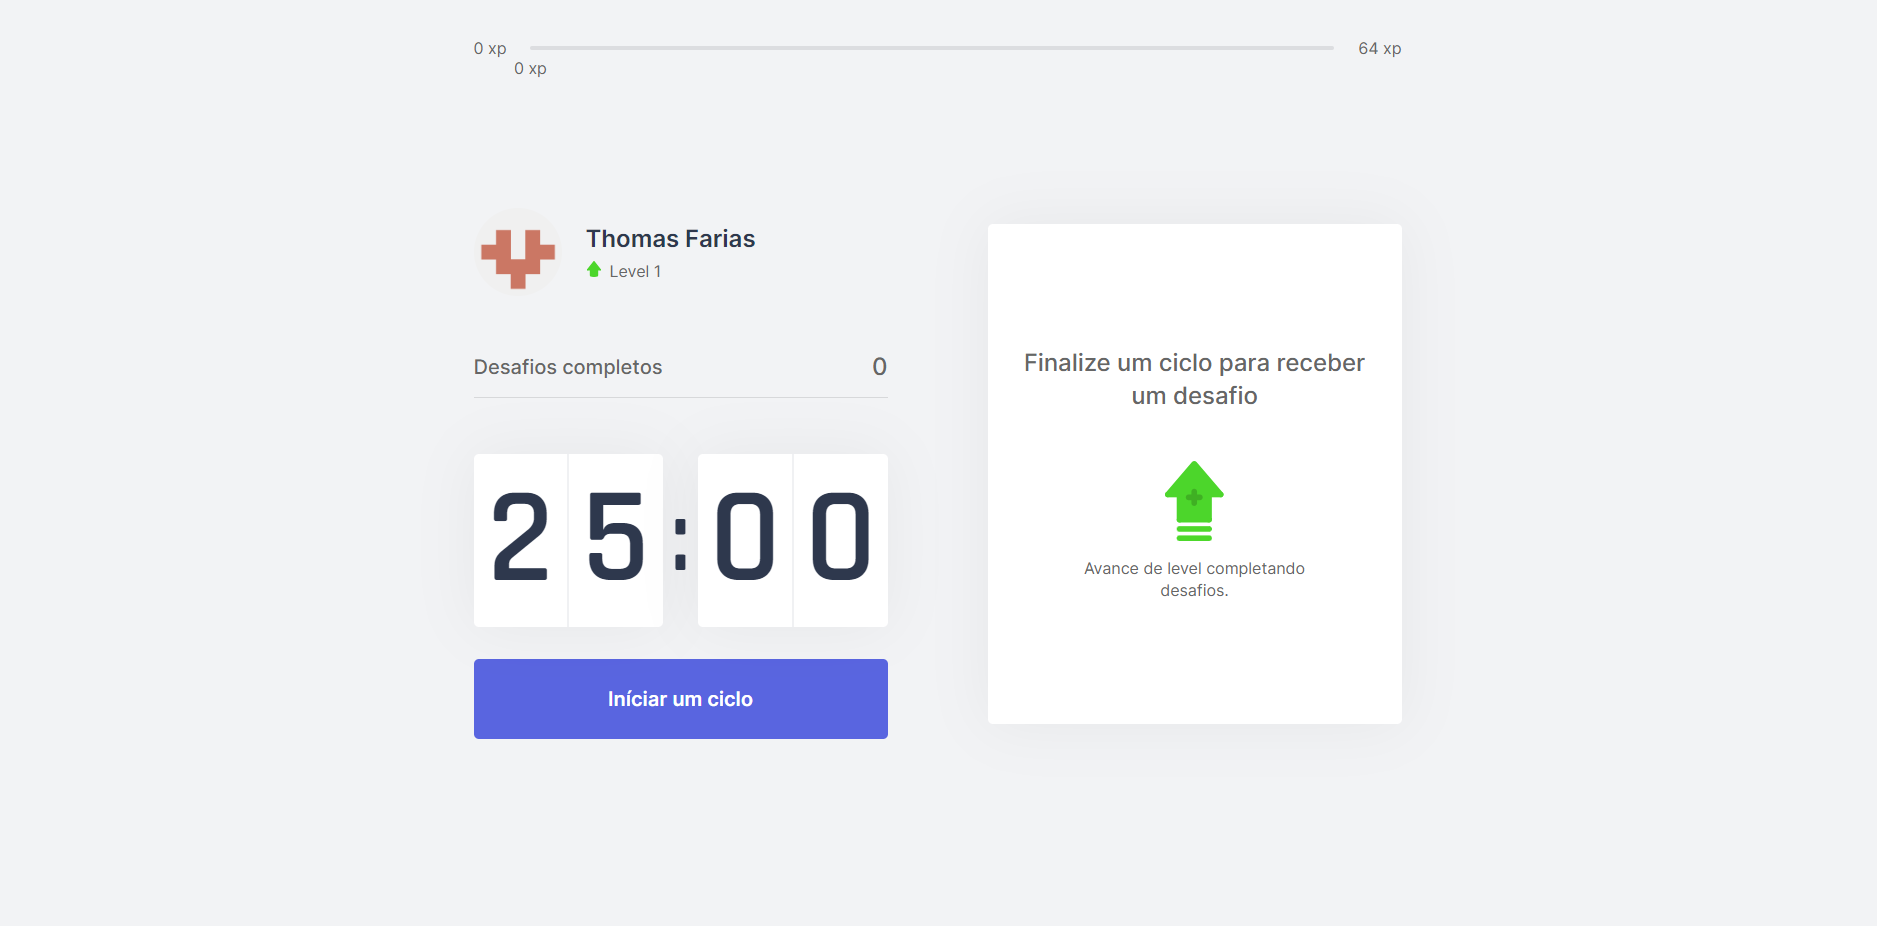 0 xp
64 xp
0 xp
Thomas Farias
Level 1
Desafios completos
0
25:00
Iníciar um ciclo
Finalize um ciclo para receber
um desafio
Avance de level completando
desafios.